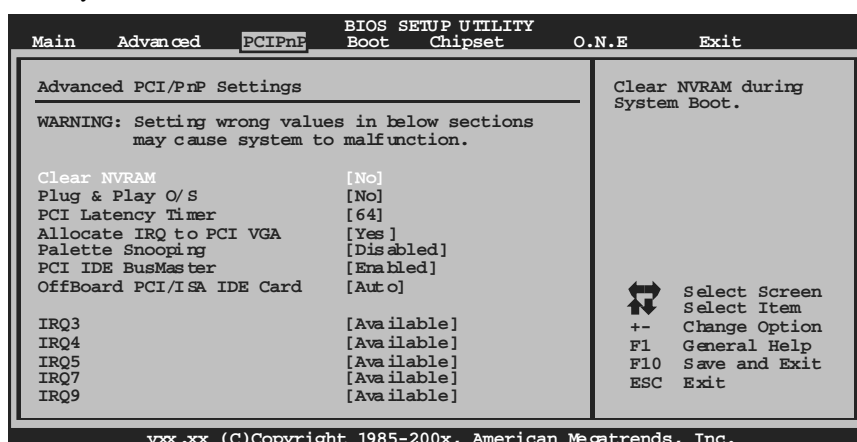 BIOS SETUP UTILITY
Main Advanced PCIPnP Boot Chipset O.N.E Exit
Advanced PCI/PnP Settings
WARNING: Setting wrong values in below sections
may cause system to malfunction.
Clear NVRAM [No]
Plug & Play O/S [No]
PCI Latency Timer [64]
Allocate IRQ to PCI VGA [Yes]
Palette Snooping [Disabled]
PCI IDE BusMaster [Enabled]
OffBoard PCI/ISA IDE Card [Auto]
IRQ3 [Available]
IRQ4 [Available]
IRQ5 [Available]
IRQ7 [Available]
IRQ9 [Available]
Clear NVRAM during
System Boot.
Select Screen
Select Item
+- Change Option
F1 General Help
F10 Save and Exit
ESC Exit
vxx.xx (C)Copyright 1985-200x, American Megatrends, Inc.